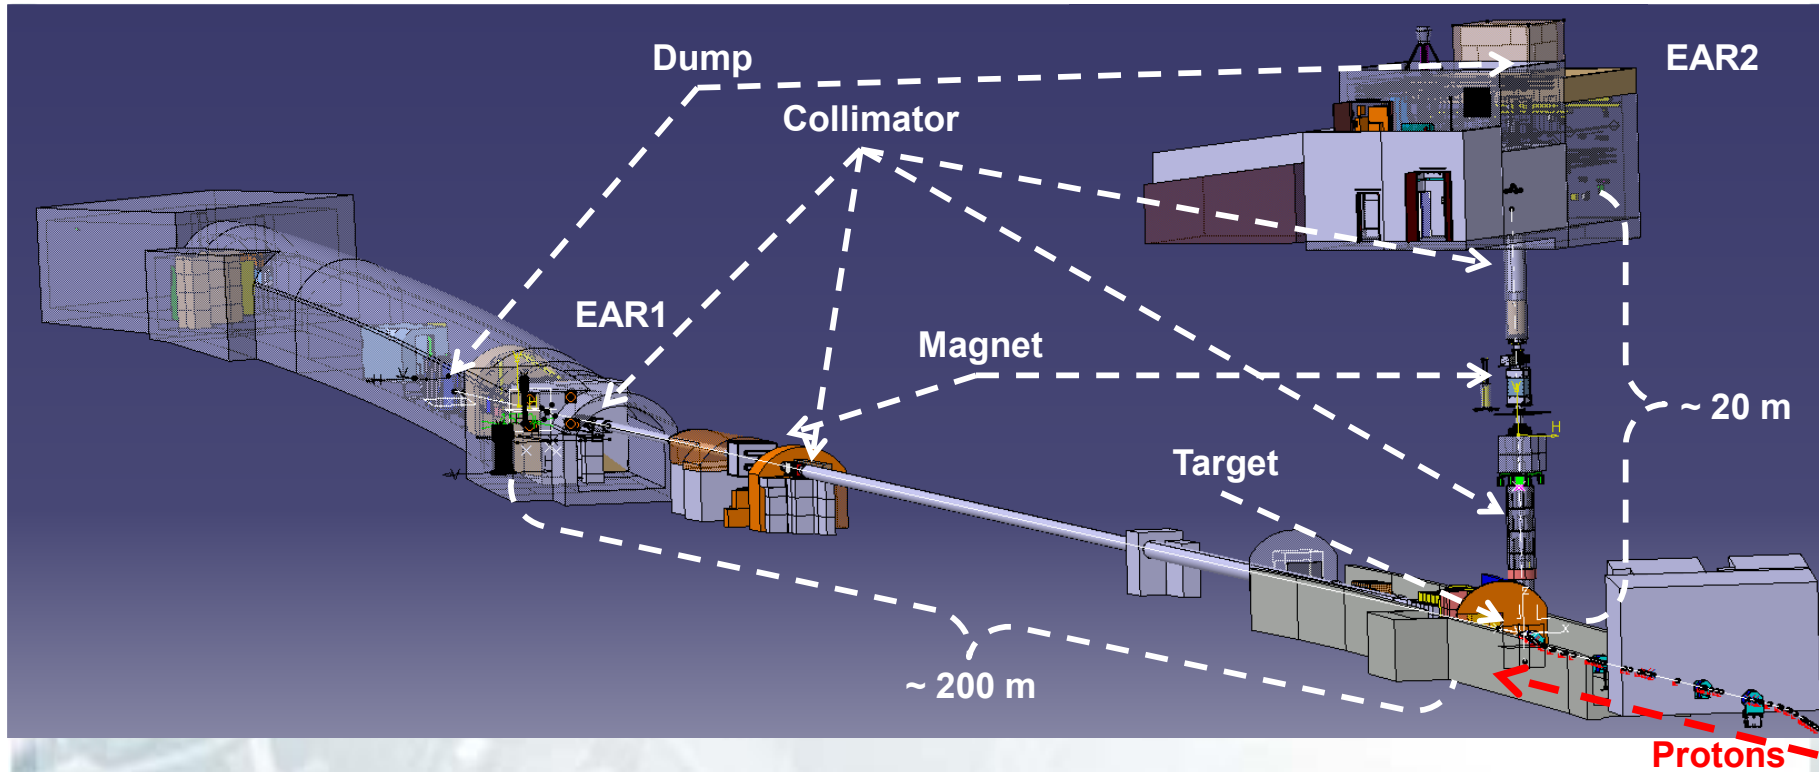 Dump
EAR2
Collimator
EAR1
Magnet
~ 20 m
Target
~ 200 m
Protons
H
x
V